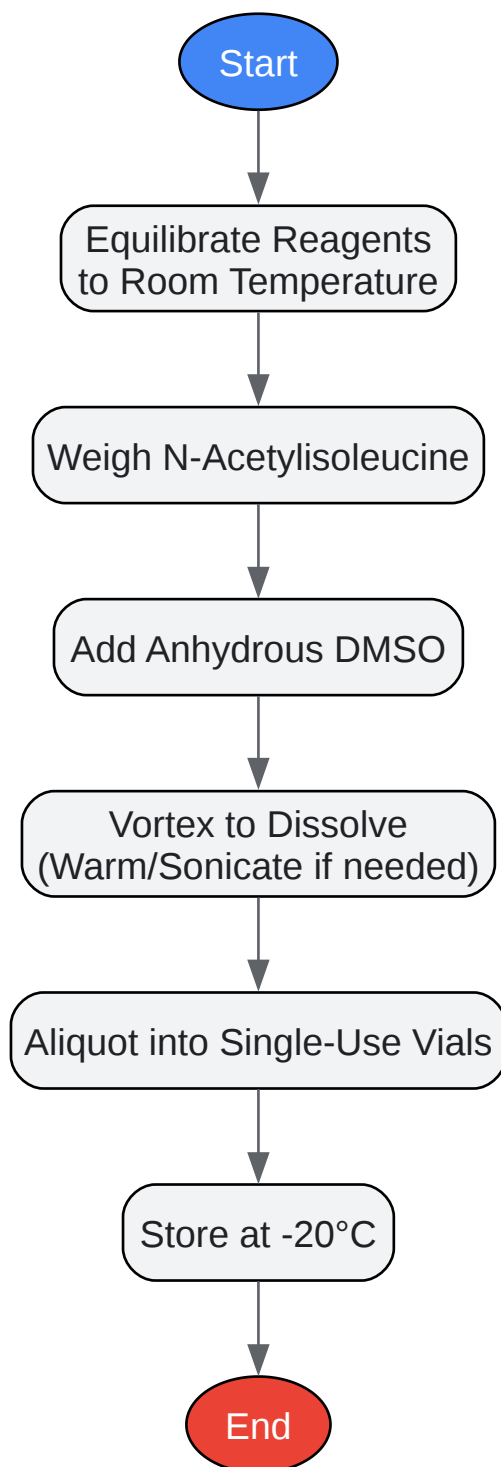 Start
Equilibrate Reagents
to Room Temperature
Weigh N-Acetylisoleucine
Add Anhydrous DMSO
Vortex to Dissolve
(Warm/Sonicate if needed)
Aliquot into Single-Use Vials
Store at -20°C
End